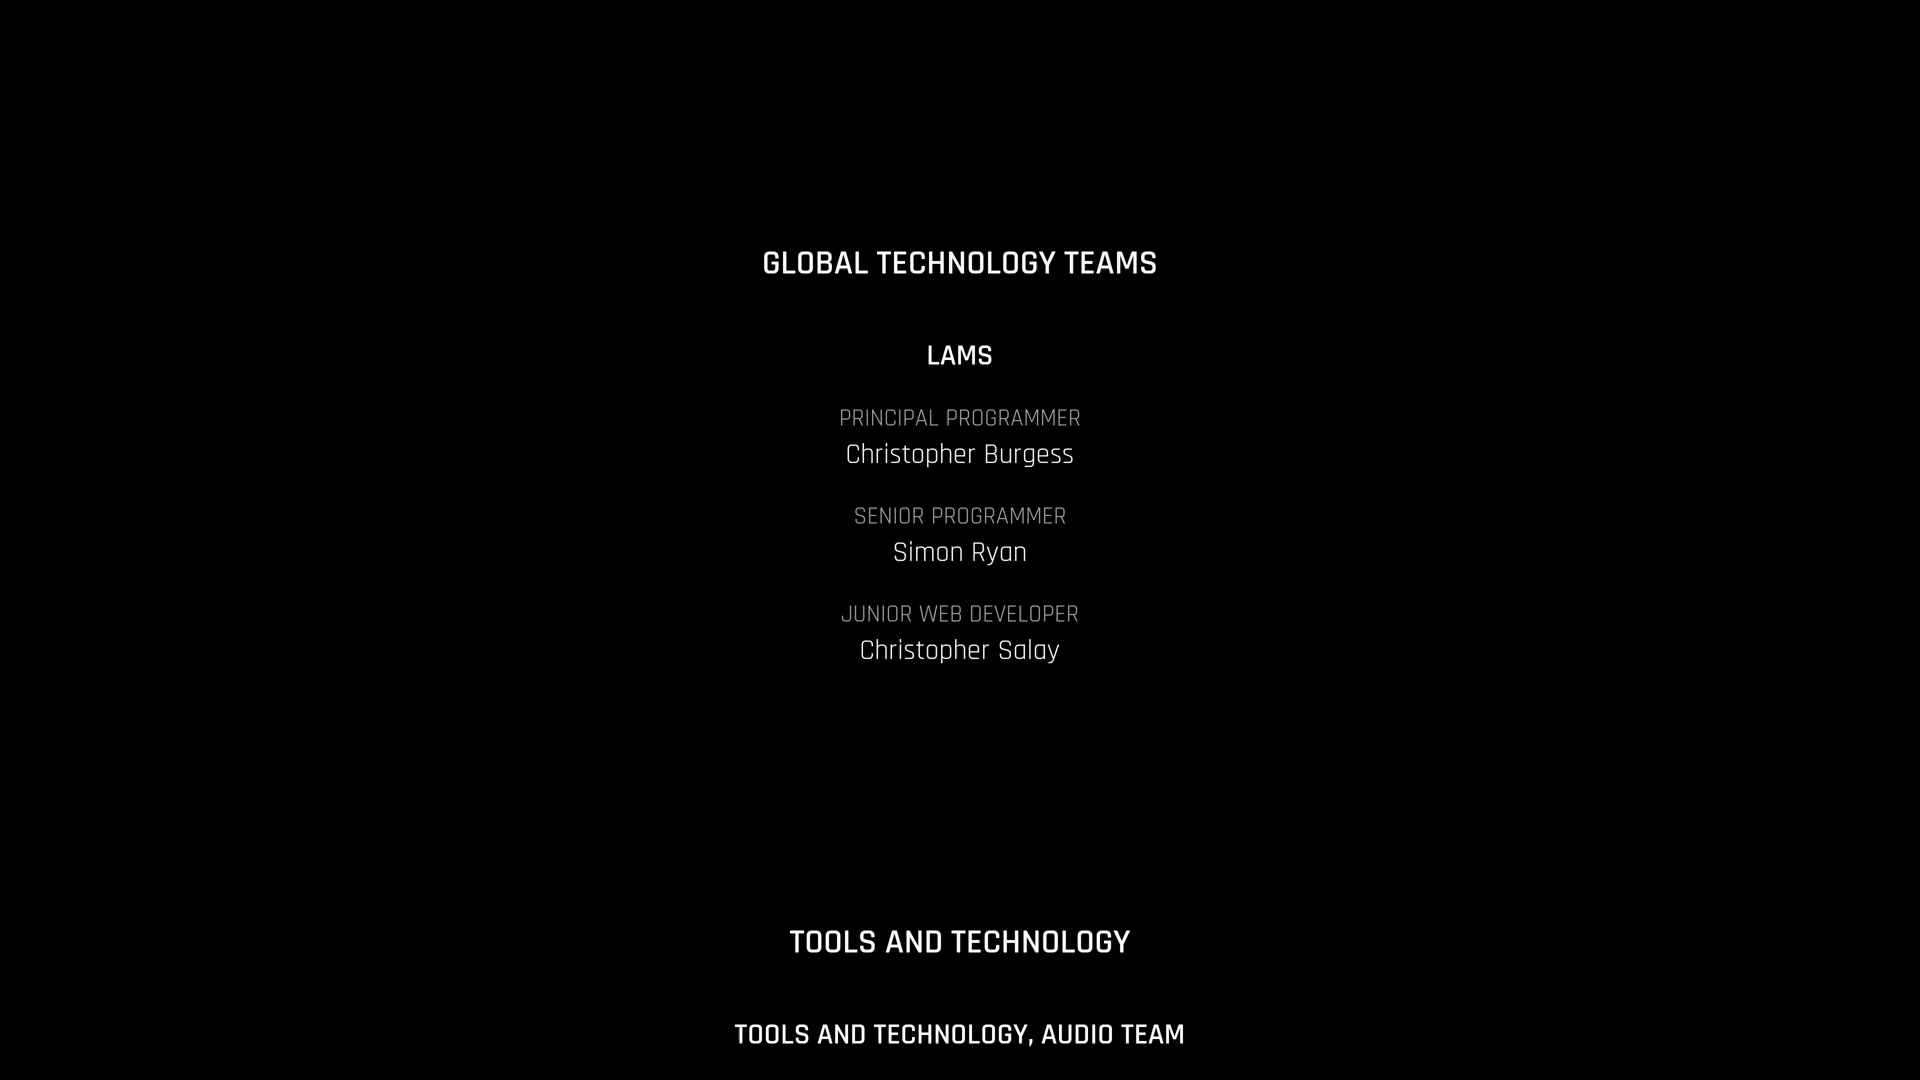 GLOBAL TECHNOLOGY TEAMS
LAMS
PRINCIPAL PROGRAMMER
Christopher Burgess
SENIOR PROGRAMMER
Simon Ryan
JUNIOR WEB DEVELOPER
Christopher Salay
TOOLS AND TECHNOLOGY
TOOLS AND TECHNOLOGY, AUDIO TEAM